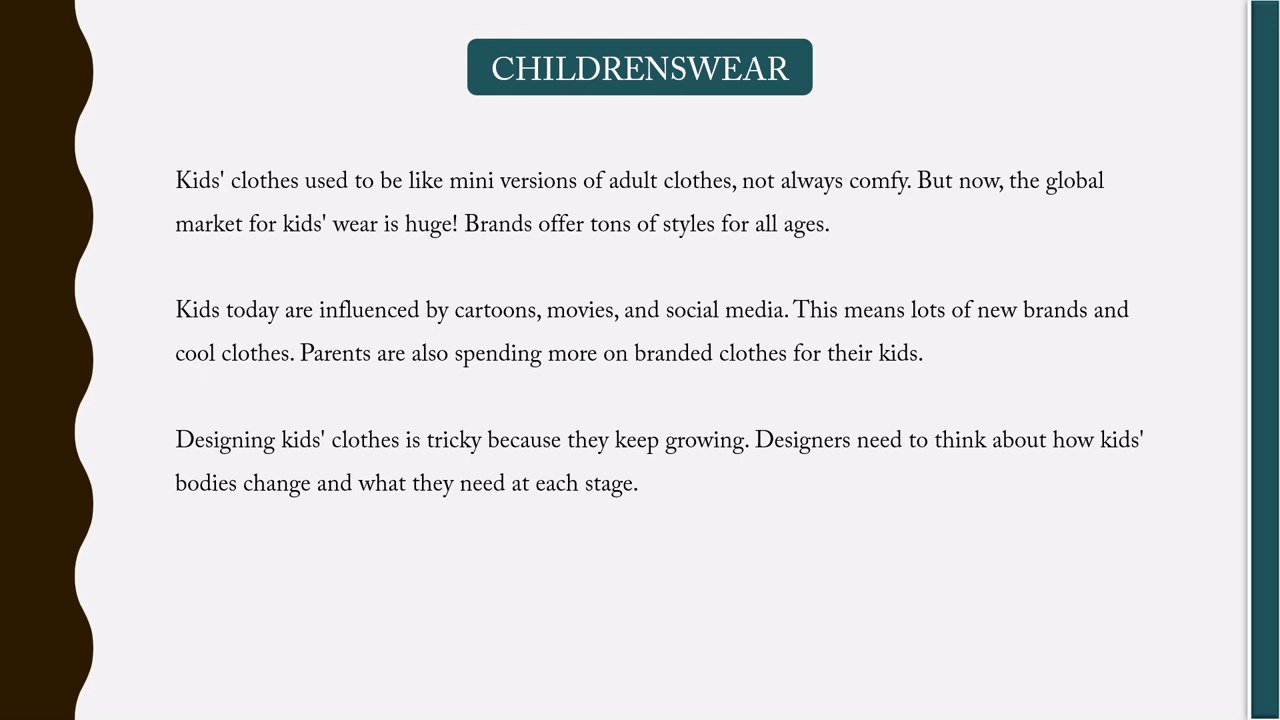 CHILDRENSWEAR
Kids' clothes used to be like mini versions of adult clothes, not always comfy. But now, the global
market for kids' wear is huge! Brands offer tons of styles for all ages.
Kids today are influenced by cartoons, movies, and social media. This means lots of new brands and
cool clothes. Parents are also spending more on branded clothes for their kids.
Designing kids' clothes is tricky because they keep growing. Designers need to think about how kids'
bodies change and what they need at each stage.